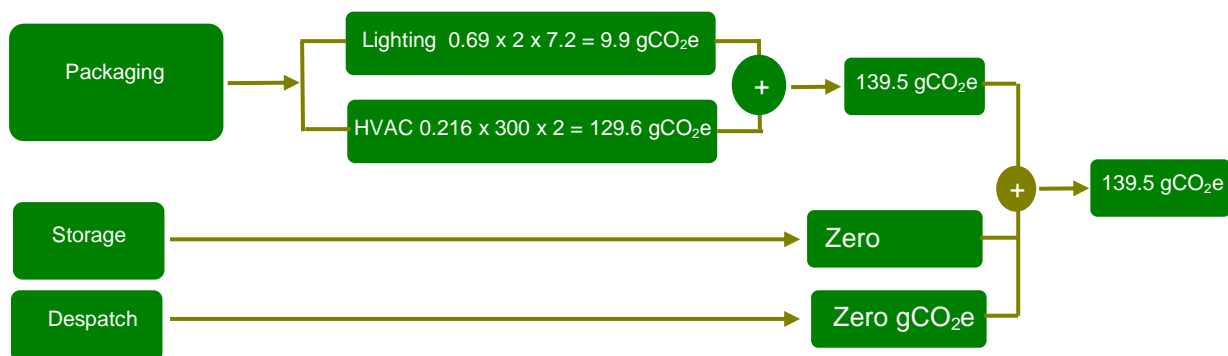 Packaging
Lighting 0.69 x 2 x 7.2 = 9.9 gCO₂e
HVAC 0.216 x 300 x 2 = 129.6 gCO₂e
+
139.5 gCO₂e
+
139.5 gCO₂e
Storage
Zero
Despatch
Zero gCO₂e